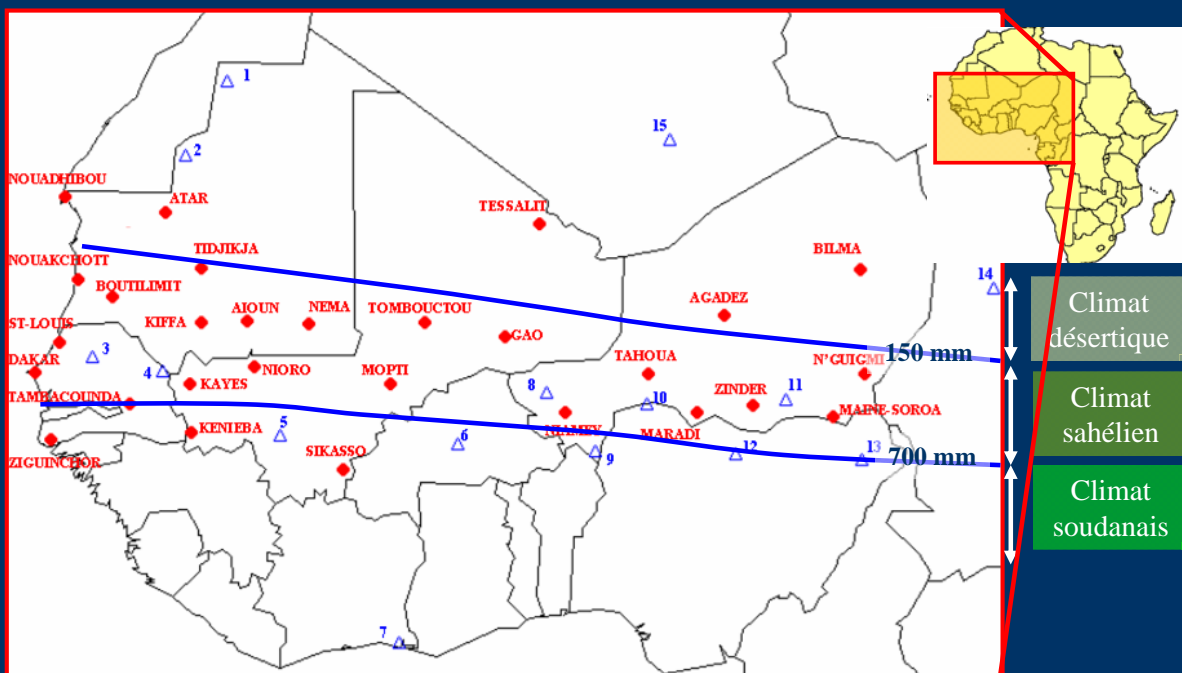 1
15
2
NOUADHIBOU
ATAR
TESSALIT
NOUAKCHOTT
TIDJIKJA
BILMA
BOUTILIMIT
14
AGADEZ
ST-LOUIS
KIFFA
AIOUN
NEMA
TOMBOUCTOU
GAO
Climat
désertique
150 mm
3
DAKAR
4
NIORO
MOPTI
TAHOUA
N'GUIGMI
KAYES
TAMBACOUNDA
8
10
ZINDER
11
Climat
sahélien
MAINE-SOROA
5
KENIEBA
NIAMEY
MARADI
6
SIKASSO
9
12
13
700 mm
ZIGUINCHOR
Climat
soudanais
7